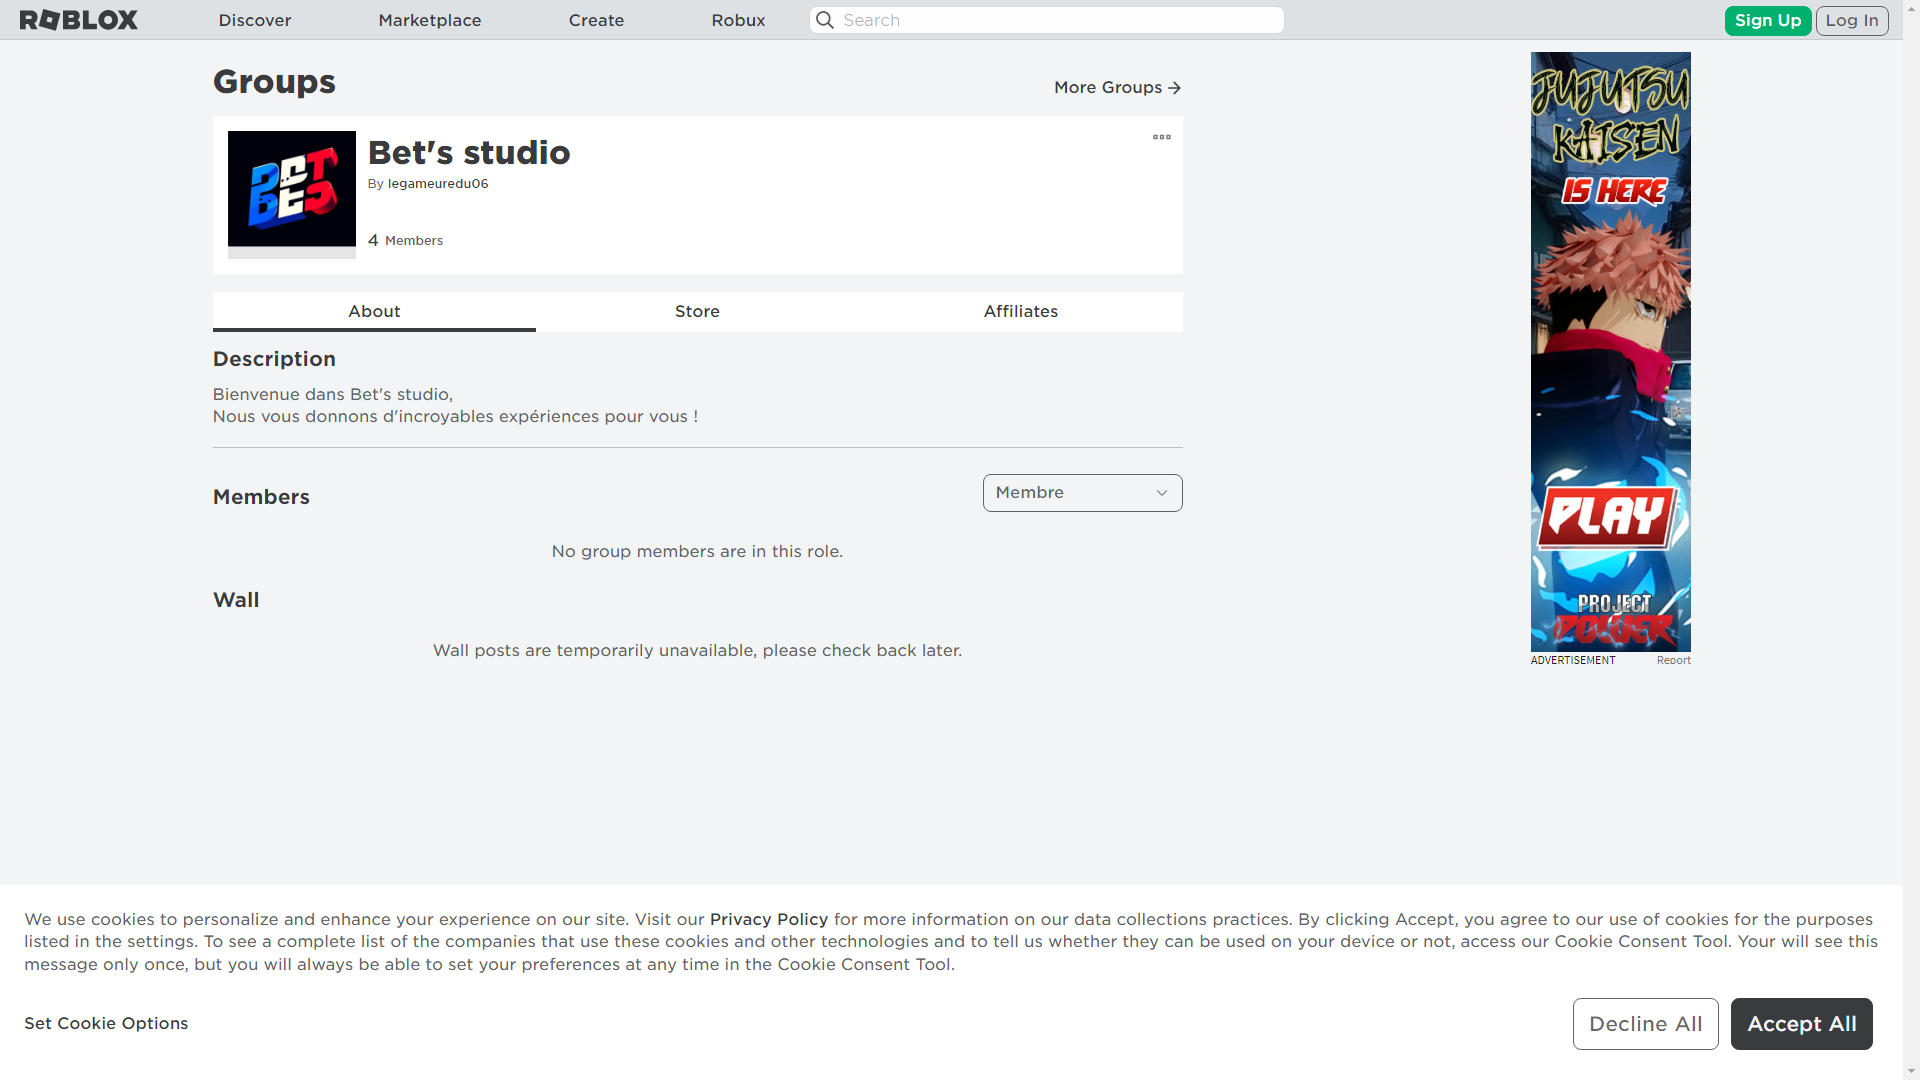 ROBLOX Discover Marketplace Create Robux Search Sign Up Log In
Groups
More Groups
BET
BET'S
Bet's studio
By legameuredu06
4 Members
About Store Affiliates
Description
Bienvenue dans Bet's studio,
Nous vous donnons d'incroyables expériences pour vous !
Members
Membre
No group members are in this role.
Wall
Wall posts are temporarily unavailable, please check back later.
JUJUTSU
KAISEN
IS HERE
PLAY
PROJECT
POWER
ADVERTISEMENT Report
We use cookies to personalize and enhance your experience on our site. Visit our Privacy Policy for more information on our data collections practices. By clicking Accept, you agree to our use of cookies for the purposes
listed in the settings. To see a complete list of the companies that use these cookies and other technologies and to tell us whether they can be used on your device or not, access our Cookie Consent Tool. Your will see this
message only once, but you will always be able to set your preferences at any time in the Cookie Consent Tool.
Set Cookie Options
Decline All
Accept All